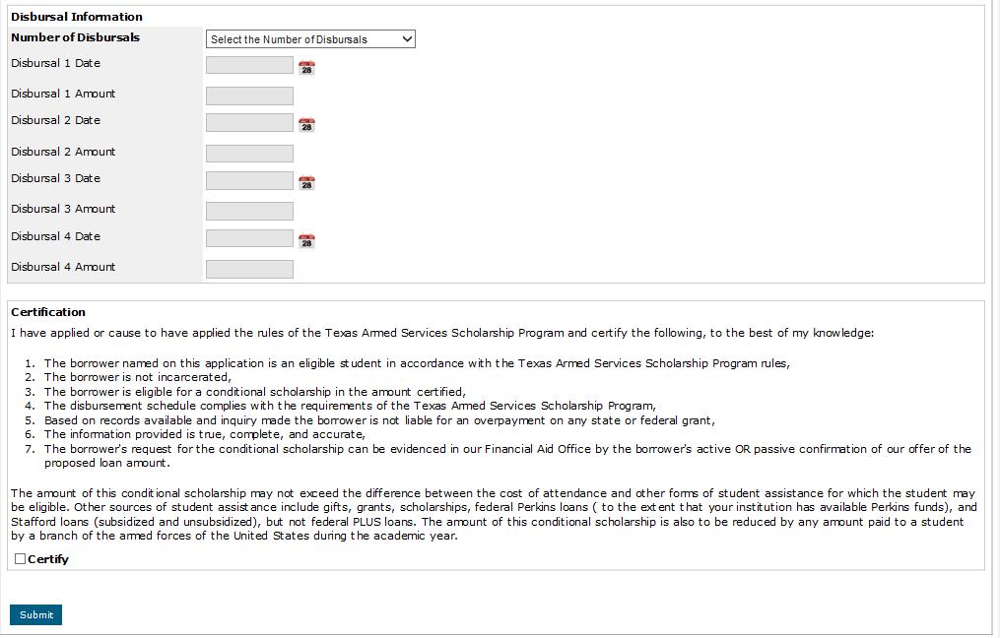 Disbursal Information
Number of Disbursals
Select the Number of Disbursals
Disbursal 1 Date
28
Disbursal 1 Amount
Disbursal 2 Date
28
Disbursal 2 Amount
Disbursal 3 Date
28
Disbursal 3 Amount
Disbursal 4 Date
28
Disbursal 4 Amount
Certification
I have applied or cause to have applied the rules of the Texas Armed Services Scholarship Program and certify the following, to the best of my knowledge:
1. The borrower named on this application is an eligible student in accordance with the Texas Armed Services Scholarship Program rules,
2. The borrower is not incarcerated,
3. The borrower is eligible for a conditional scholarship in the amount certified,
4. The disbursement schedule complies with the requirements of the Texas Armed Services Scholarship Program,
5. Based on records available and inquiry made the borrower is not liable for an overpayment on any state or federal grant,
6. The information provided is true, complete, and accurate,
7. The borrower's request for the conditional scholarship can be evidenced in our Financial Aid Office by the borrower's active OR passive confirmation of our offer of the
proposed loan amount.
The amount of this conditional scholarship may not exceed the difference between the cost of attendance and other forms of student assistance for which the student may
be eligible. Other sources of student assistance include gifts, grants, scholarships, federal Perkins loans ( to the extent that your institution has available Perkins funds), and
Stafford loans (subsidized and unsubsidized), but not federal PLUS loans. The amount of this conditional scholarship is also to be reduced by any amount paid to a student
by a branch of the armed forces of the United States during the academic year.
Certify
Submit